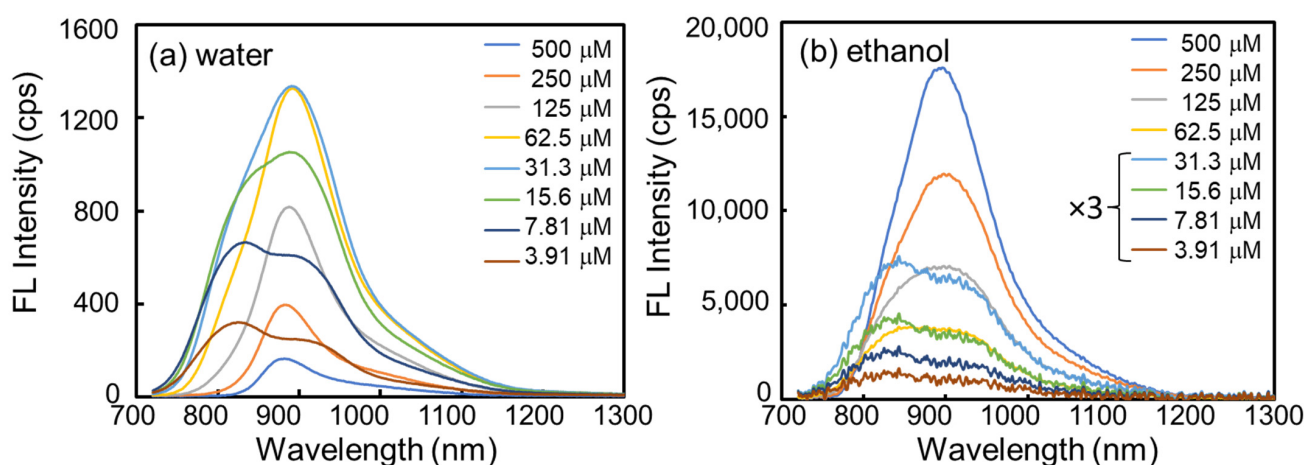 (a) water
FL Intensity (cps)
1600
1200
800
400
0
500 μM
250 μM
125 μM
62.5 μM
31.3 μM
15.6 μM
7.81 μM
3.91 μM
700 800 900 1000 1100 1200 1300
Wavelength (nm)
(b) ethanol
FL Intensity (cps)
20,000
15,000
10,000
5,000
0
500 μM
250 μM
125 μM
62.5 μM
31.3 μM
15.6 μM
7.81 μM
3.91 μM
×3
700 800 900 1000 1100 1200 1300
Wavelength (nm)